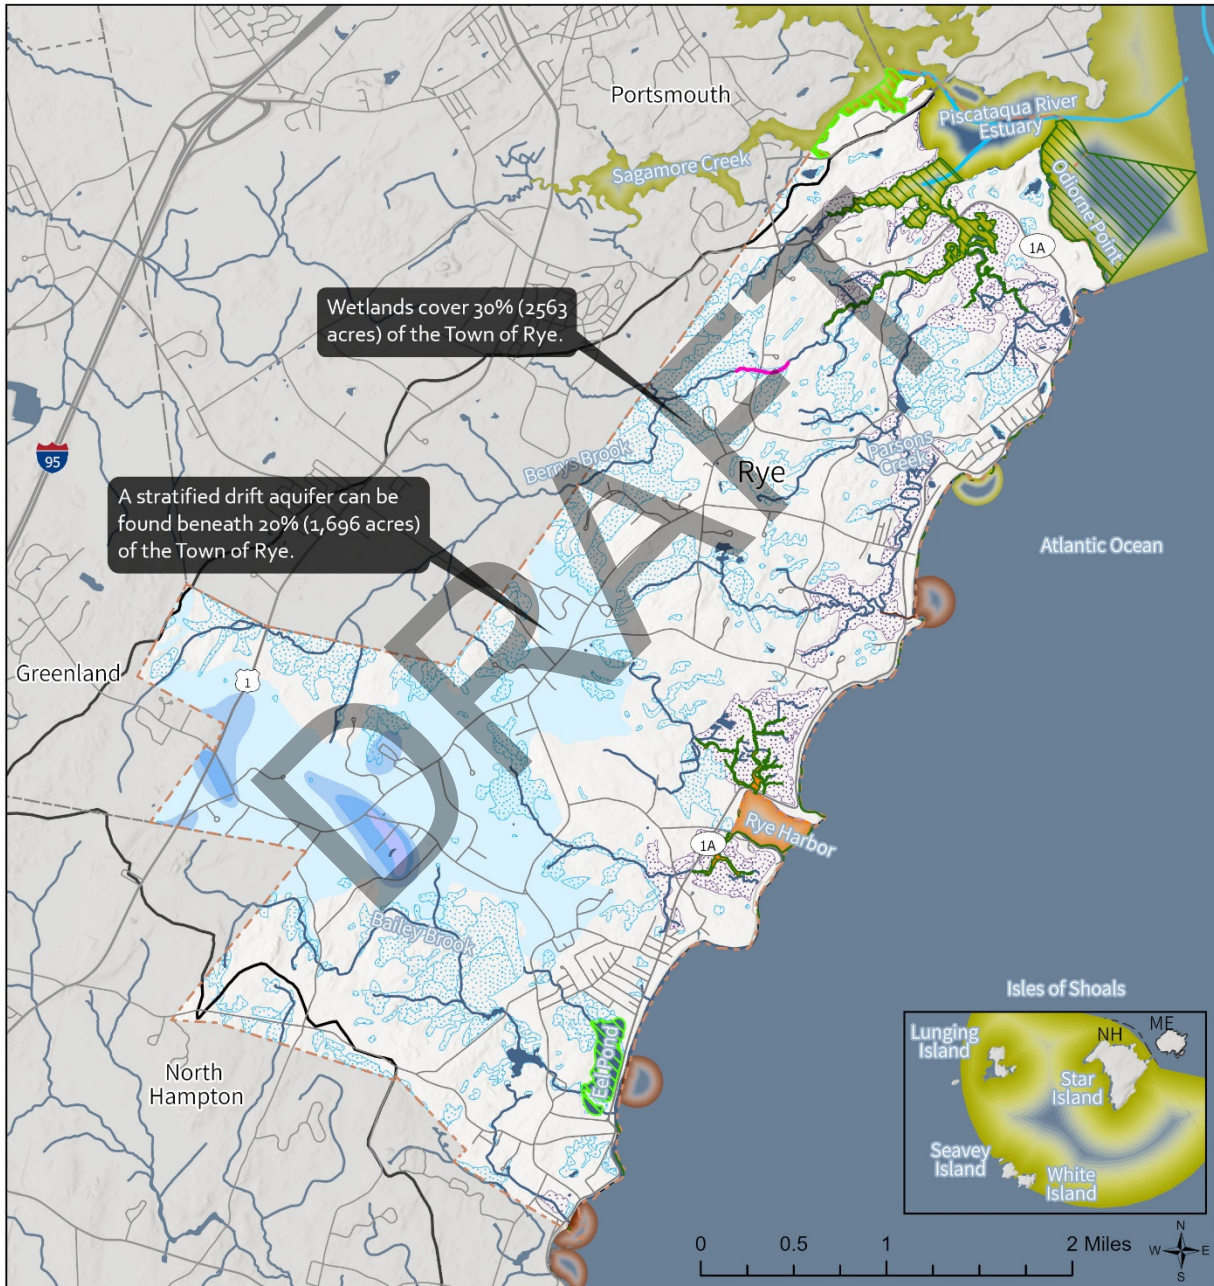 Portsmouth
Piscataqua River
Estuary
Sagamore Creek
Odiorne Point
1A
Wetlands cover 30% (2563
acres) of the Town of Rye.
95
Berrys Brook
Rye
Parsons
Creek
A stratified drift aquifer can be
found beneath 20% (1,696 acres)
of the Town of Rye.
Atlantic Ocean
DRAFT
Greenland
1
Rye Harbor
1A
Bailey Brook
Isles of Shoals
Lunging
Island
NH
ME
Star
Island
Eel Pond
North
Hampton
Seavey
Island
White
Island
0 0.5 1 2 Miles
N
W E
S